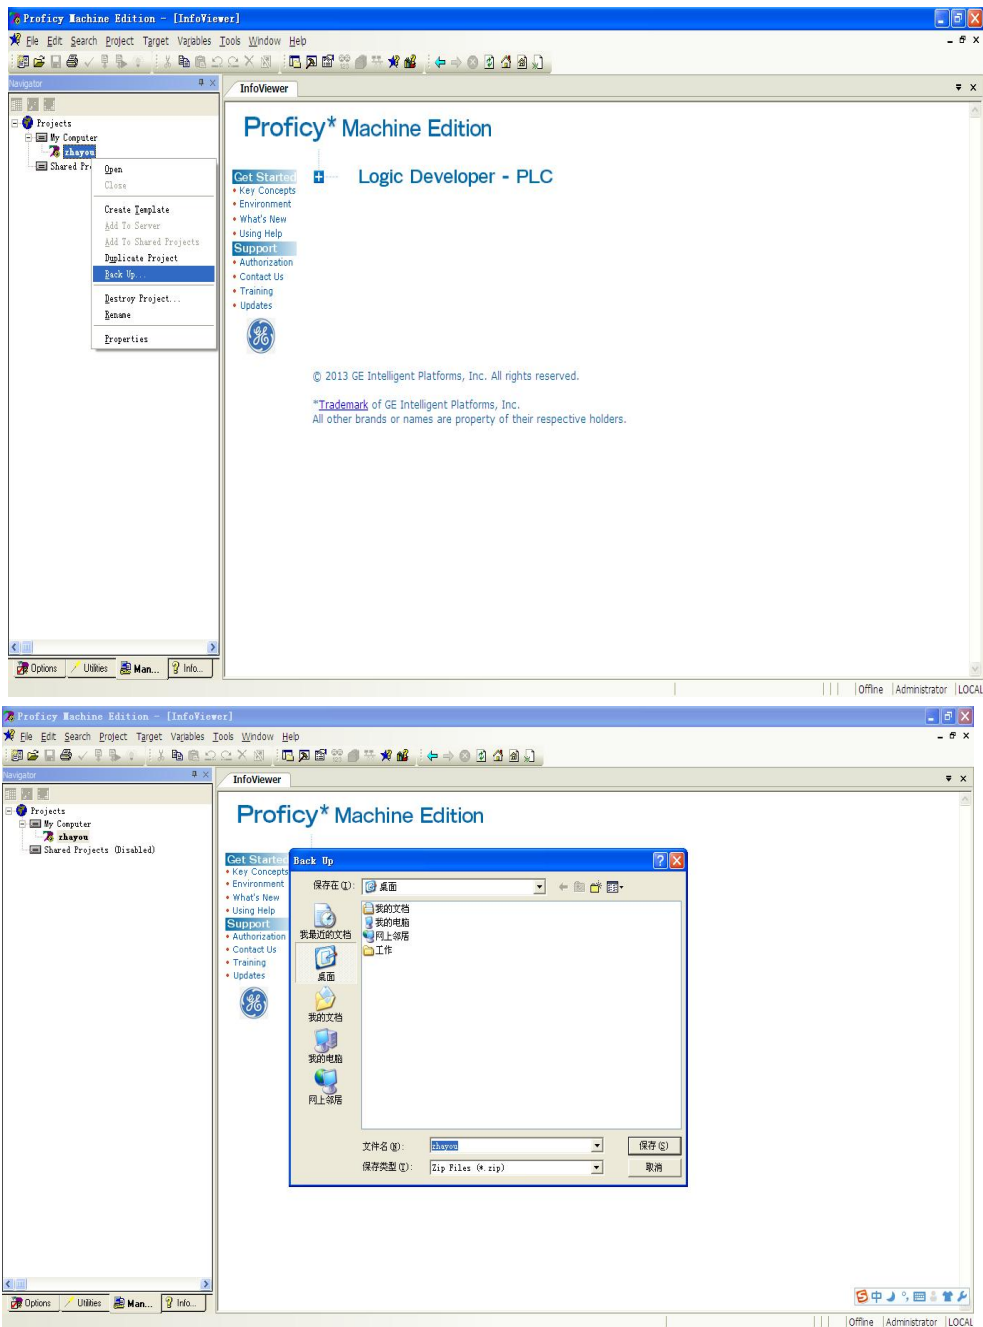 Proficy Machine Edition - [InfoViewer]
File Edit Search Project Target Variables Tools Window Help
Navigator
InfoViewer
Projects
My Computer
zhayou
Shared Pr
Open
Close
Create Template
Add To Server
Add To Shared Projects
Duplicate Project
Back Up...
Destroy Project...
Rename
Properties
Proficy* Machine Edition
Get Started
Logic Developer - PLC
• Key Concepts
• Environment
• What's New
• Using Help
Support
• Authorization
• Contact Us
• Training
• Updates
© 2013 GE Intelligent Platforms, Inc. All rights reserved.
*Trademark of GE Intelligent Platforms, Inc.
All other brands or names are property of their respective holders.
Options Utilities Man... Info...
Offline Administrator LOCAL
Proficy Machine Edition - [InfoViewer]
File Edit Search Project Target Variables Tools Window Help
Navigator
InfoViewer
Projects
My Computer
zhayou
Shared Projects (Disabled)
Proficy* Machine Edition
Get Starte
• Key Concepts
• Environment
• What's New
• Using Help
Support
• Authorization
• Contact Us
• Training
• Updates
Back Up
保存在(I): 桌面
我最近的文档
桌面
我的文档
我的电脑
网上邻居
我的文档
我的电脑
网上邻居
工作
文件名(N): zhayou 保存(S)
保存类型(T): Zip Files (*.zip) 取消
中
Options Utilities Man... Info...
Offline Administrator LOCAL